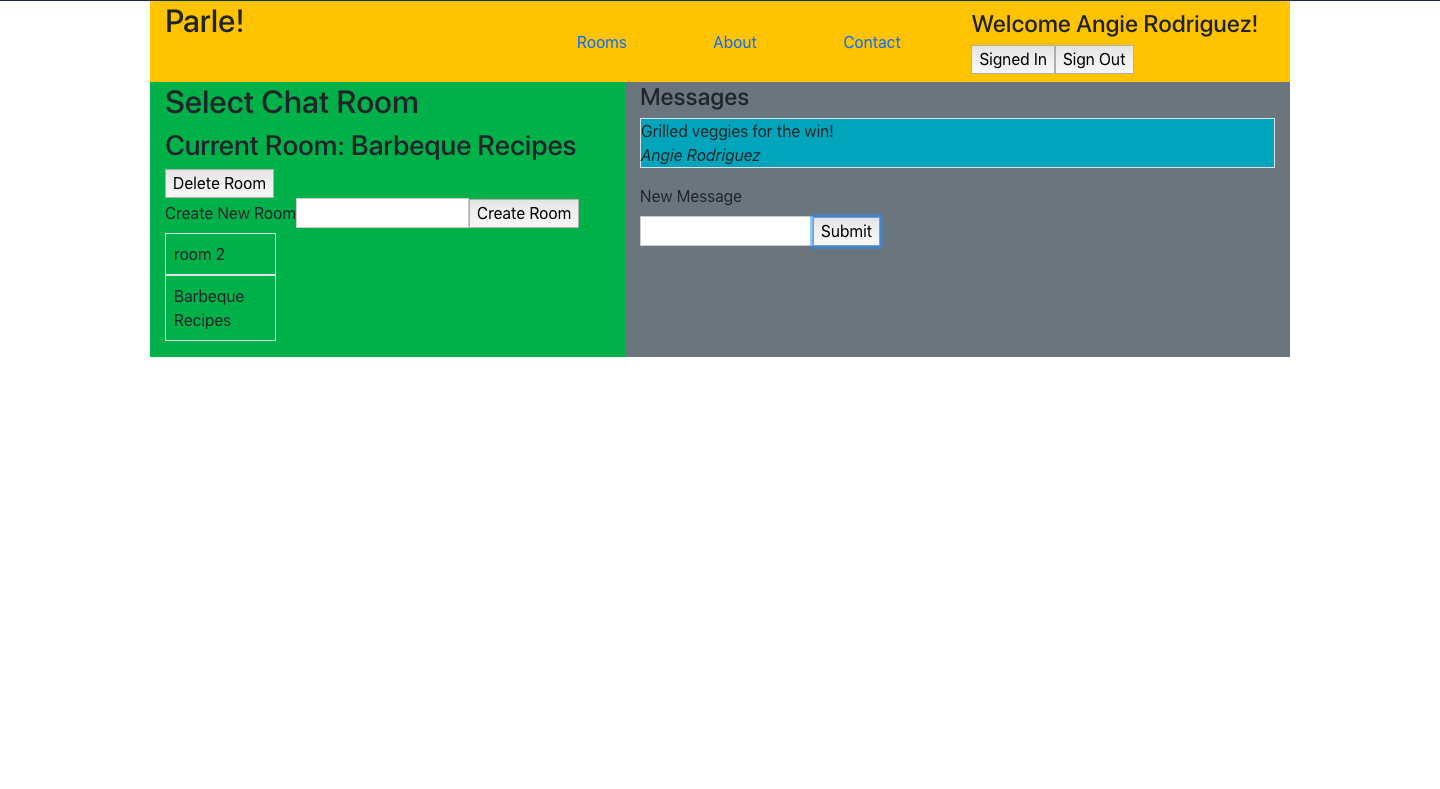 Parle!
Rooms About Contact
Welcome Angie Rodriguez!
Signed In Sign Out
Select Chat Room
Current Room: Barbeque Recipes
Delete Room
Create New Room Create Room
room 2
Barbeque
Recipes
Messages
Grilled veggies for the win!
Angie Rodriguez
New Message
Submit